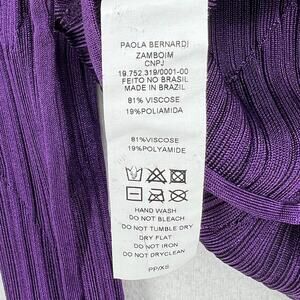 PAOLA BERNARDI
ZAMBOIM
CNPJ
19.752.319/0001-00
FEITO NO BRASIL
MADE IN BRAZIL
81% VISCOSE
19%POLIAMIDA
81%VISCOSE
19%POLYAMIDE
HAND WASH
DO NOT BLEACH
DO NOT TUMBLE DRY
DRY FLAT
DO NOT IRON
DO NOT DRYCLEAN
PP/XS